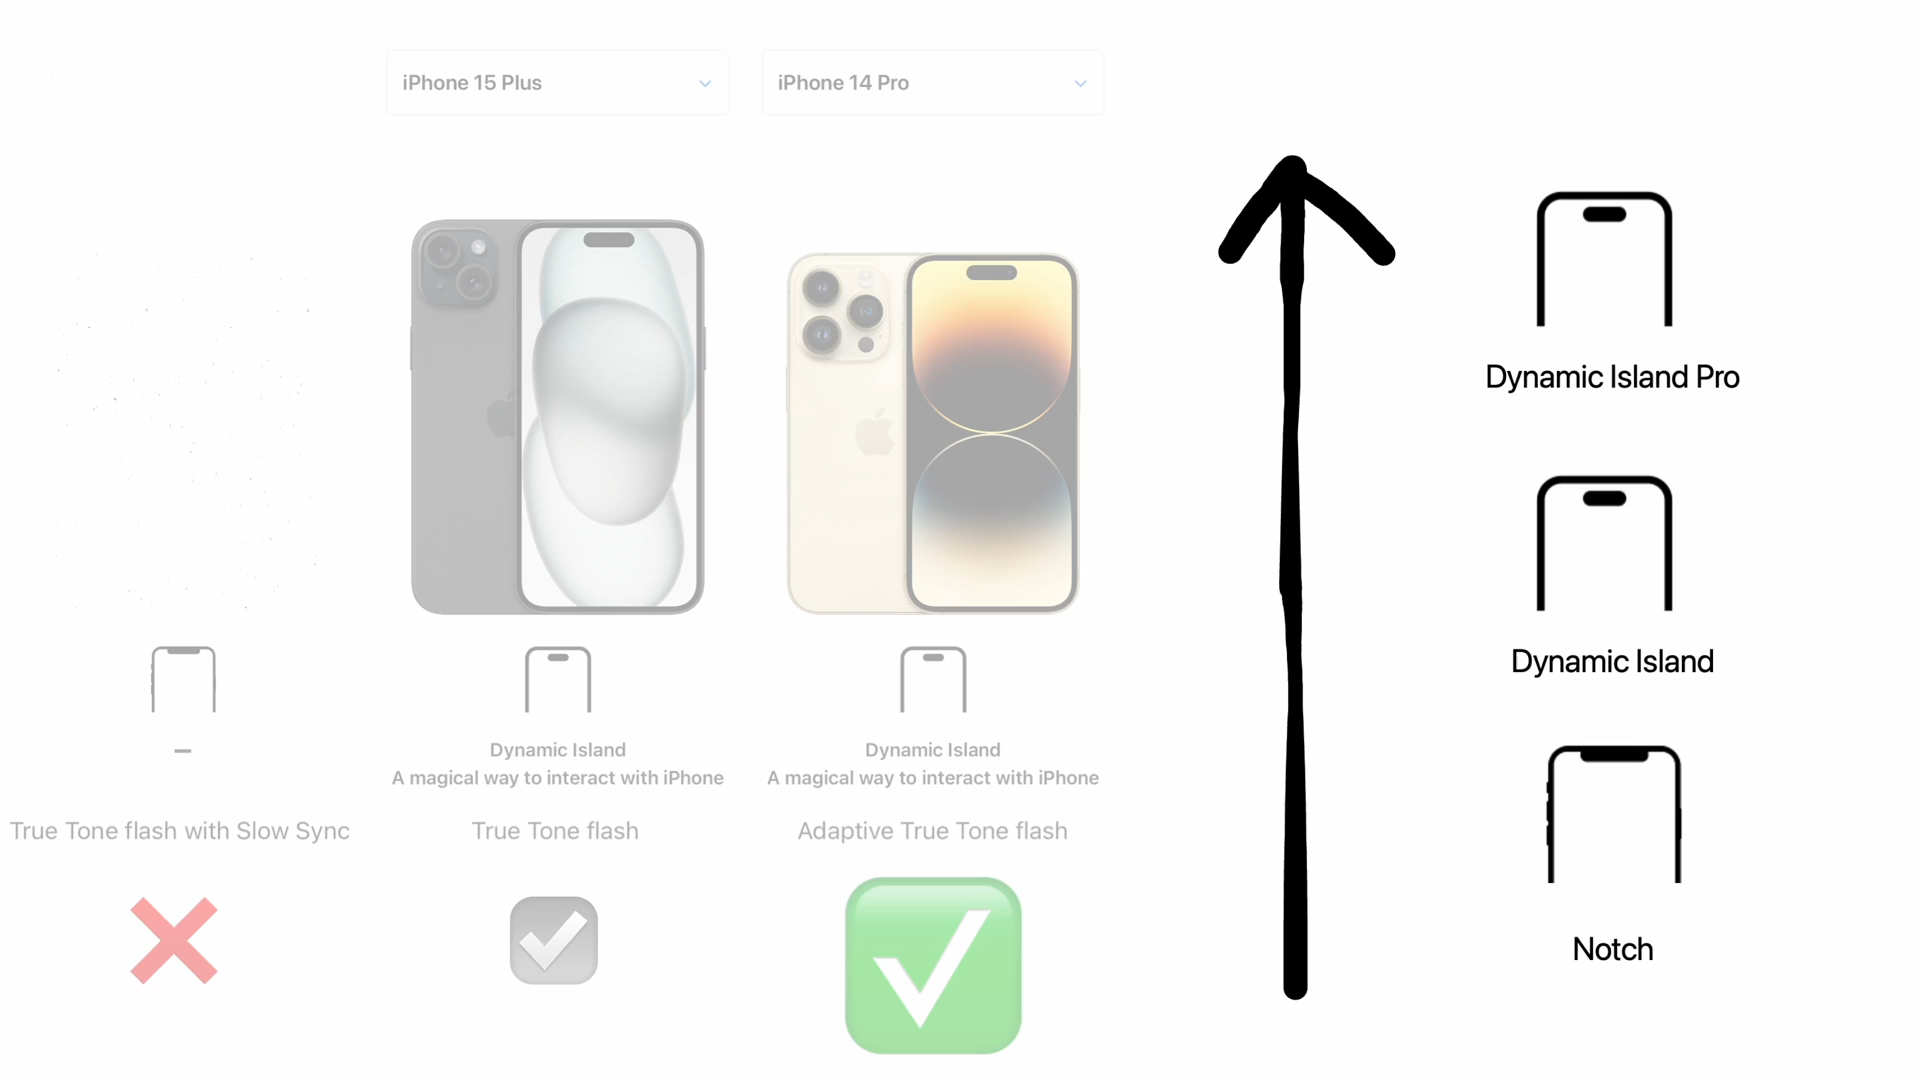 iPhone 15 Plus
iPhone 14 Pro
Dynamic Island Pro
Dynamic Island
Notch
–
Dynamic Island
A magical way to interact with iPhone
Dynamic Island
A magical way to interact with iPhone
True Tone flash with Slow Sync
True Tone flash
Adaptive True Tone flash